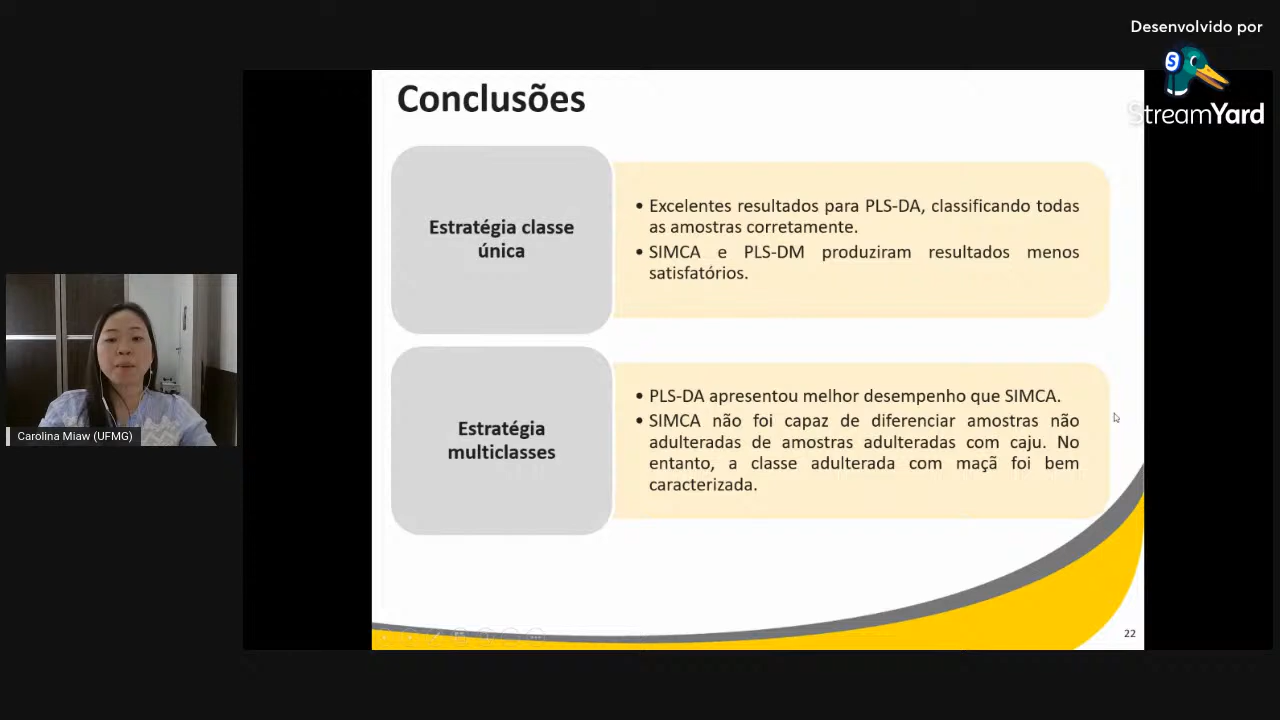 Desenvolvido por
StreamYard
Conclusões
Estratégia classe
única
• Excelentes resultados para PLS-DA, classificando todas
as amostras corretamente.
• SIMCA e PLS-DM produziram resultados menos
satisfatórios.
Estratégia
multiclasses
• PLS-DA apresentou melhor desempenho que SIMCA.
• SIMCA não foi capaz de diferenciar amostras não
adulteradas de amostras adulteradas com caju. No
entanto, a classe adulterada com maçã foi bem
caracterizada.
Carolina Miaw (UFMG)
22